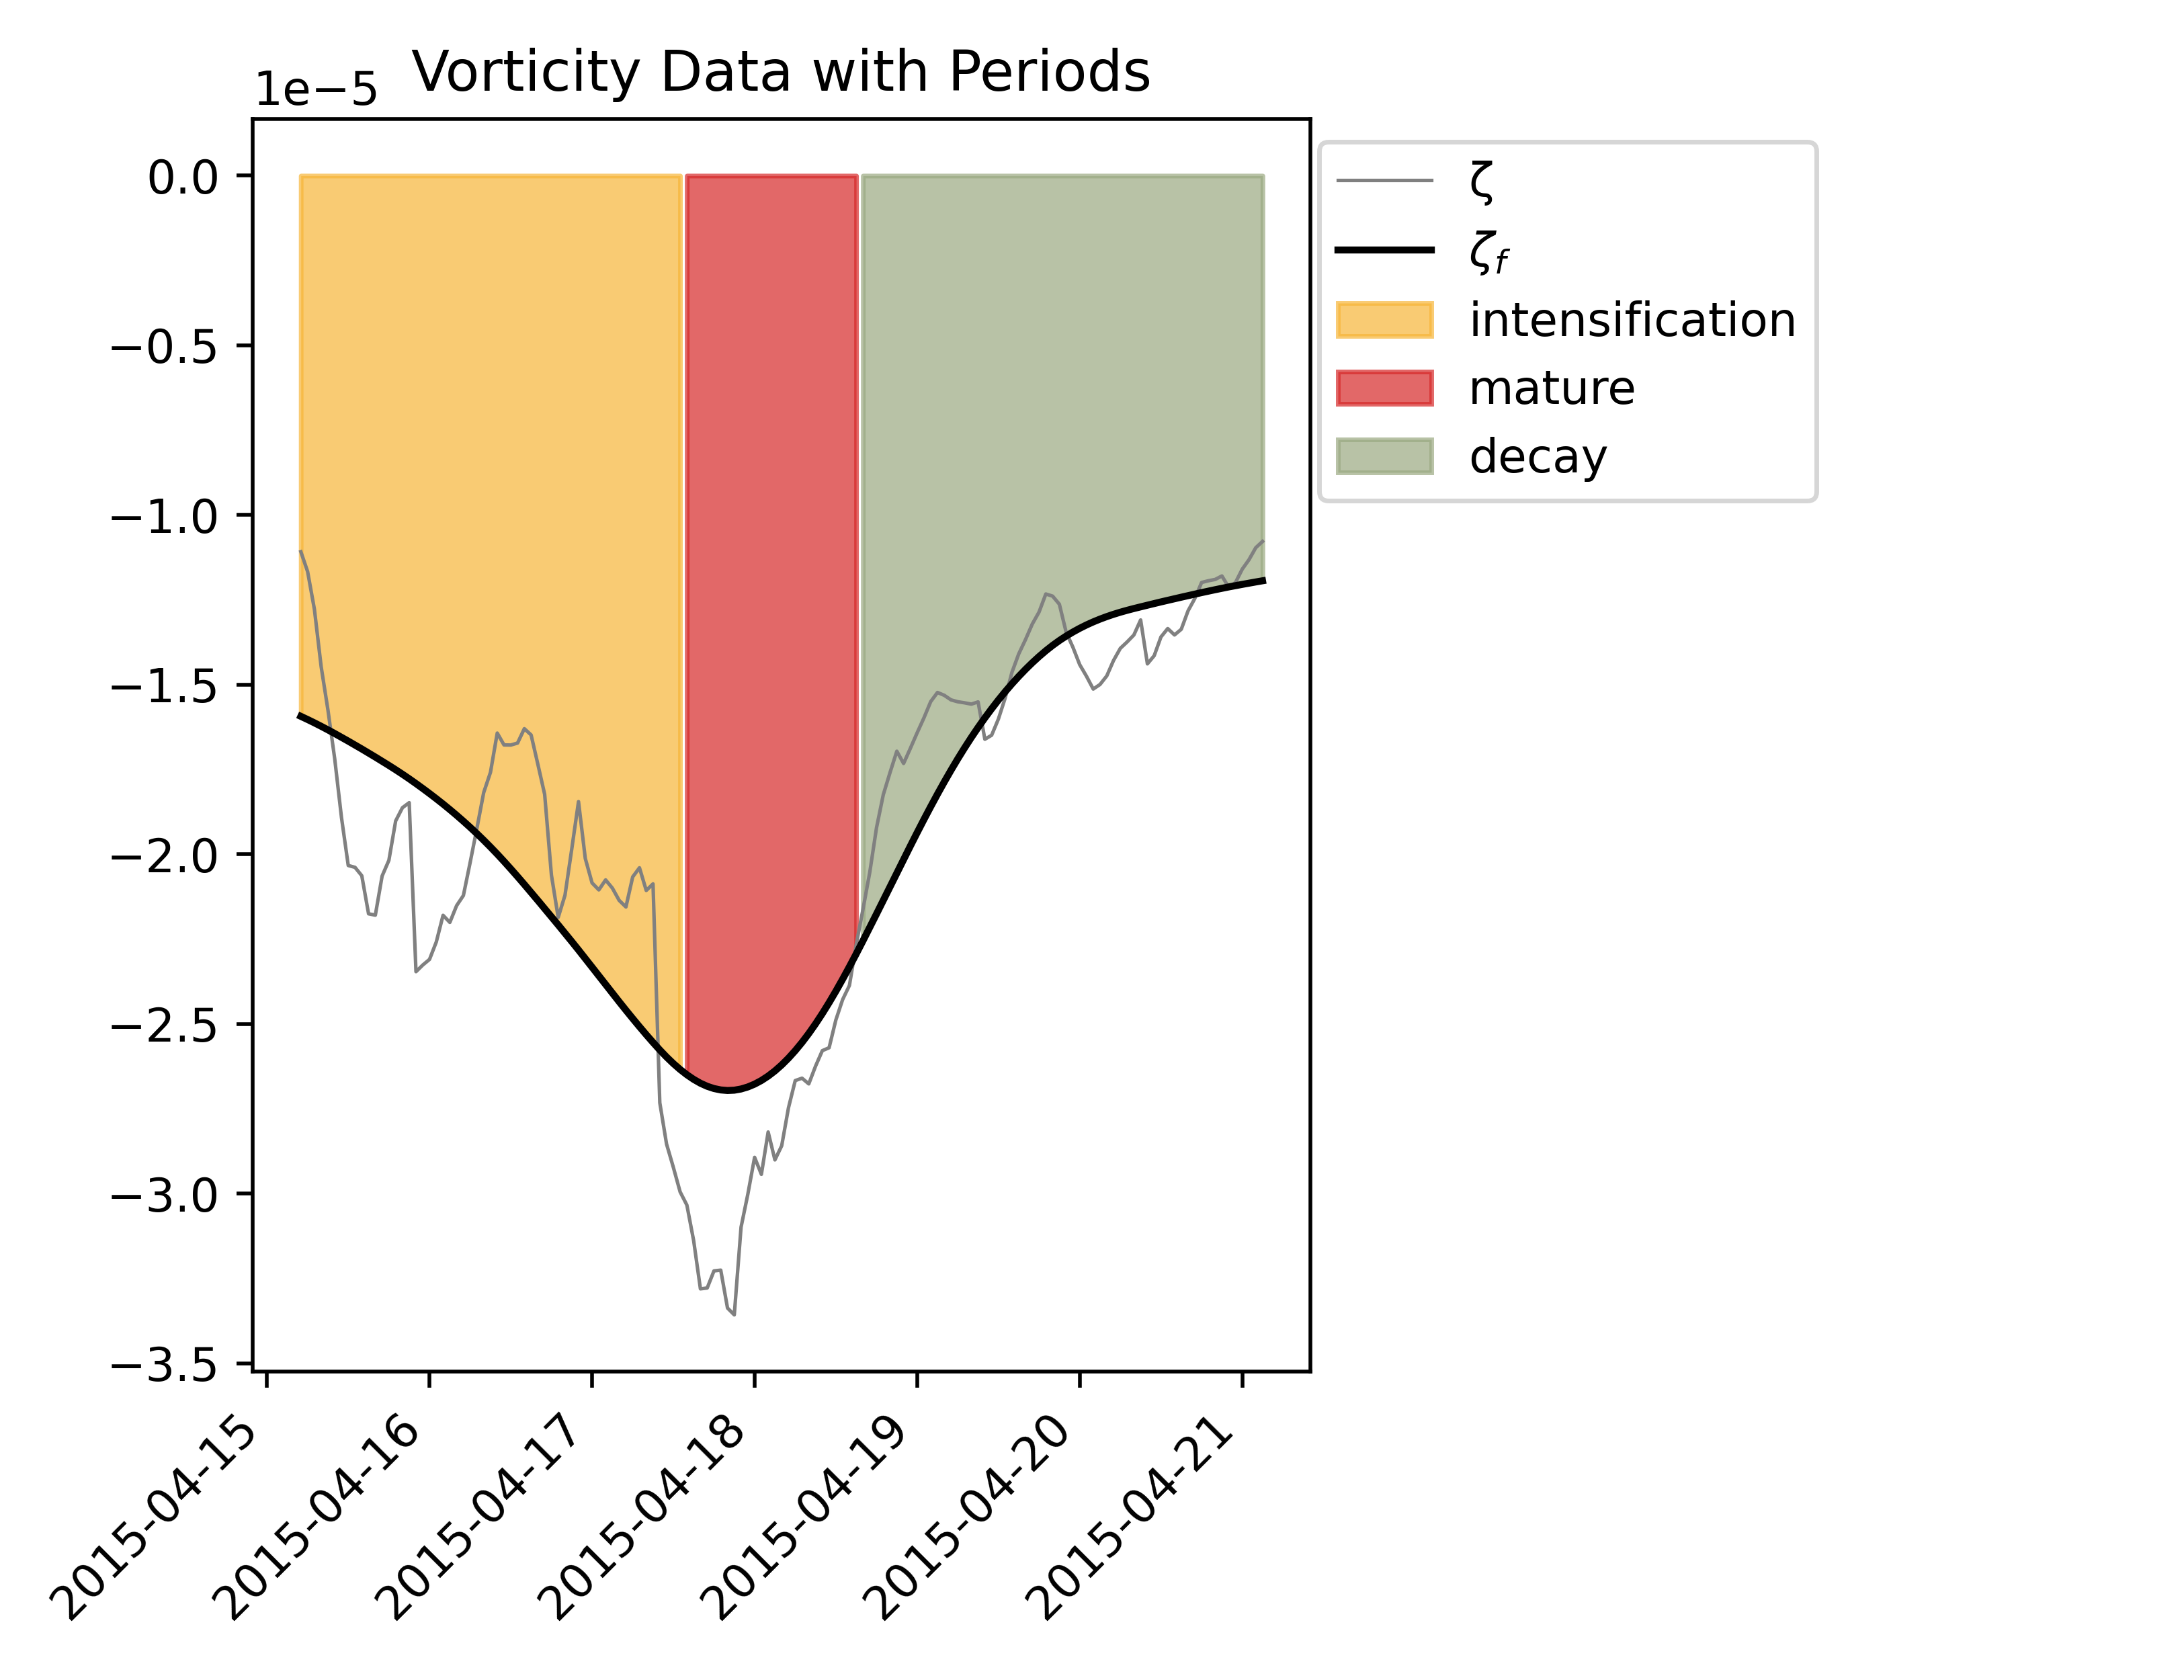 Vorticity Data with Periods
1e−5
0.0
−0.5
−1.0
−1.5
−2.0
−2.5
−3.0
−3.5
2015-04-15
2015-04-16
2015-04-17
2015-04-18
2015-04-19
2015-04-20
2015-04-21
ζ
ζf
intensification
mature
decay